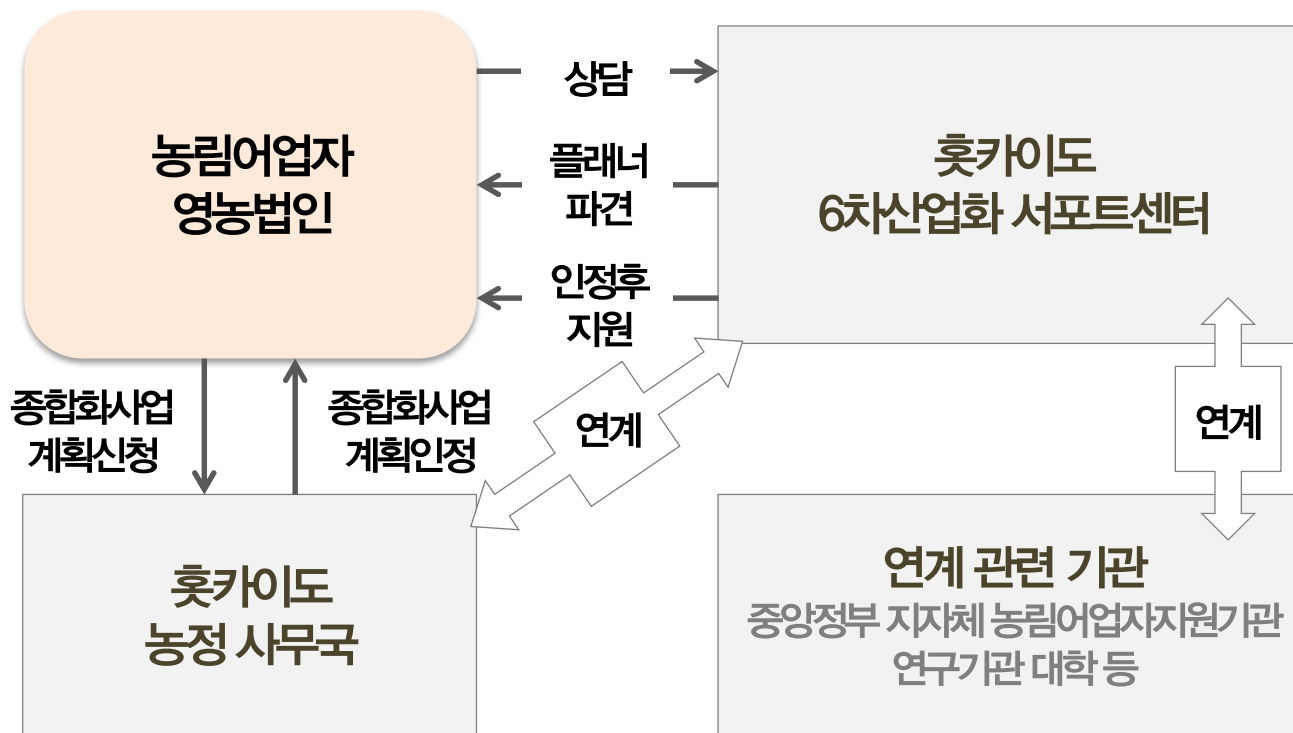 농림어업자
영농법인
상담
플래너
파견
인정후
지원
홋카이도
6차산업화 서포트센터
종합화사업
계획신청
종합화사업
계획인정
연계
연계
홋카이도
농정 사무국
연계 관련 기관
중앙정부 지자체 농림어업자지원기관
연구기관 대학 등